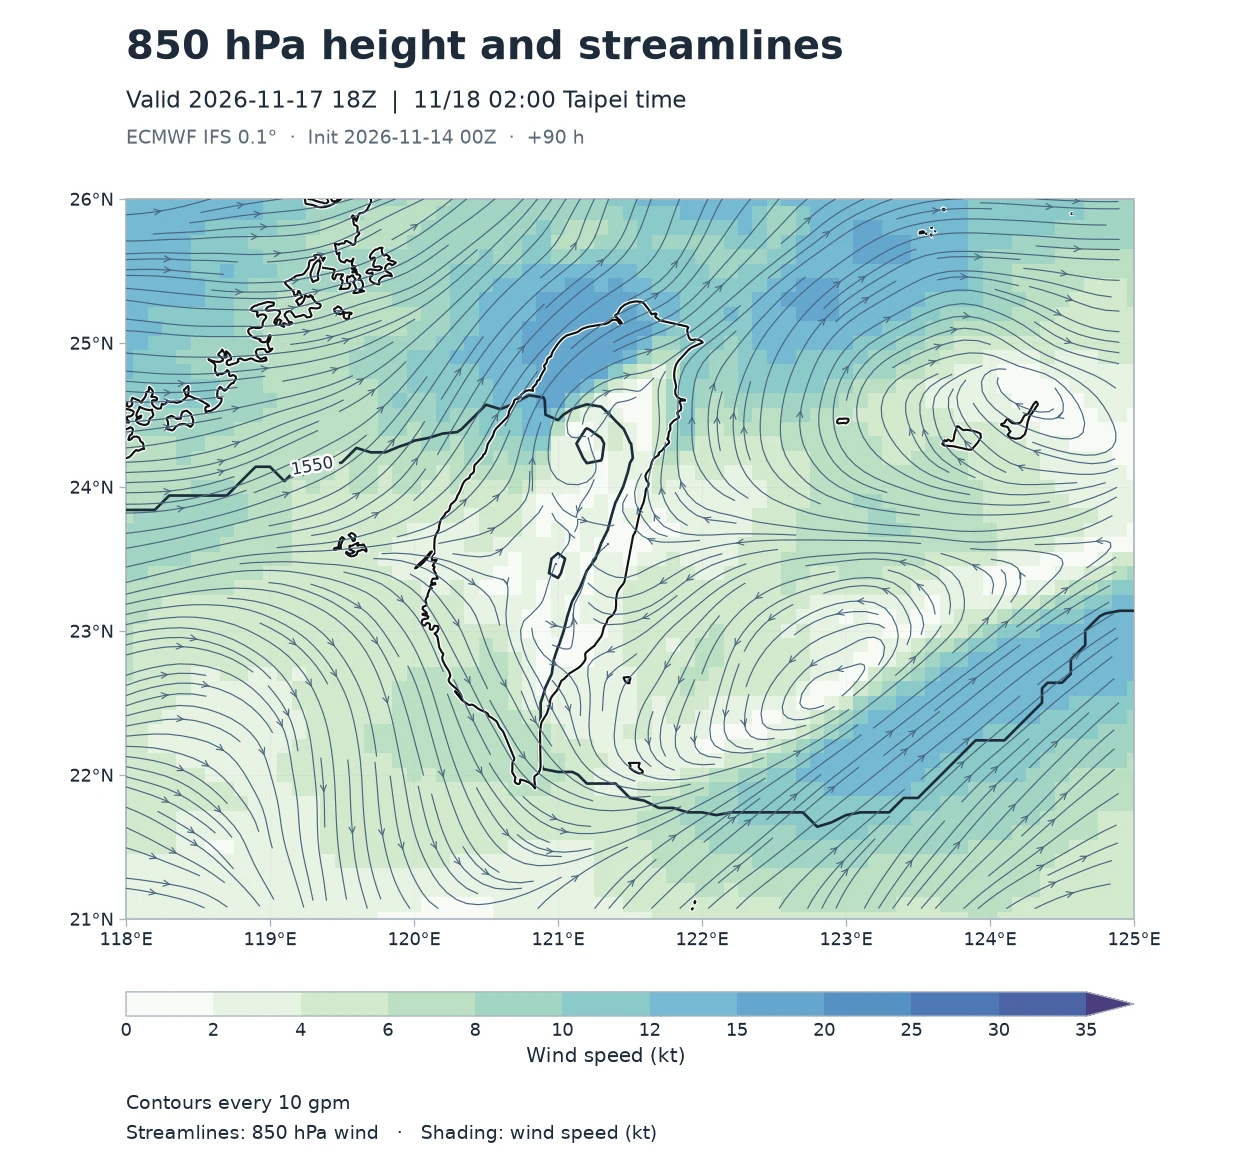 850 hPa height and streamlines
Valid 2026-11-17 18Z | 11/18 02:00 Taipei time
ECMWF IFS 0.1° · Init 2026-11-14 00Z · +90 h
26°N
25°N
24°N
23°N
22°N
21°N
1550
118°E 119°E 120°E 121°E 122°E 123°E 124°E 125°E
0 2 4 6 8 10 12 15 20 25 30 35
Wind speed (kt)
Contours every 10 gpm
Streamlines: 850 hPa wind · Shading: wind speed (kt)